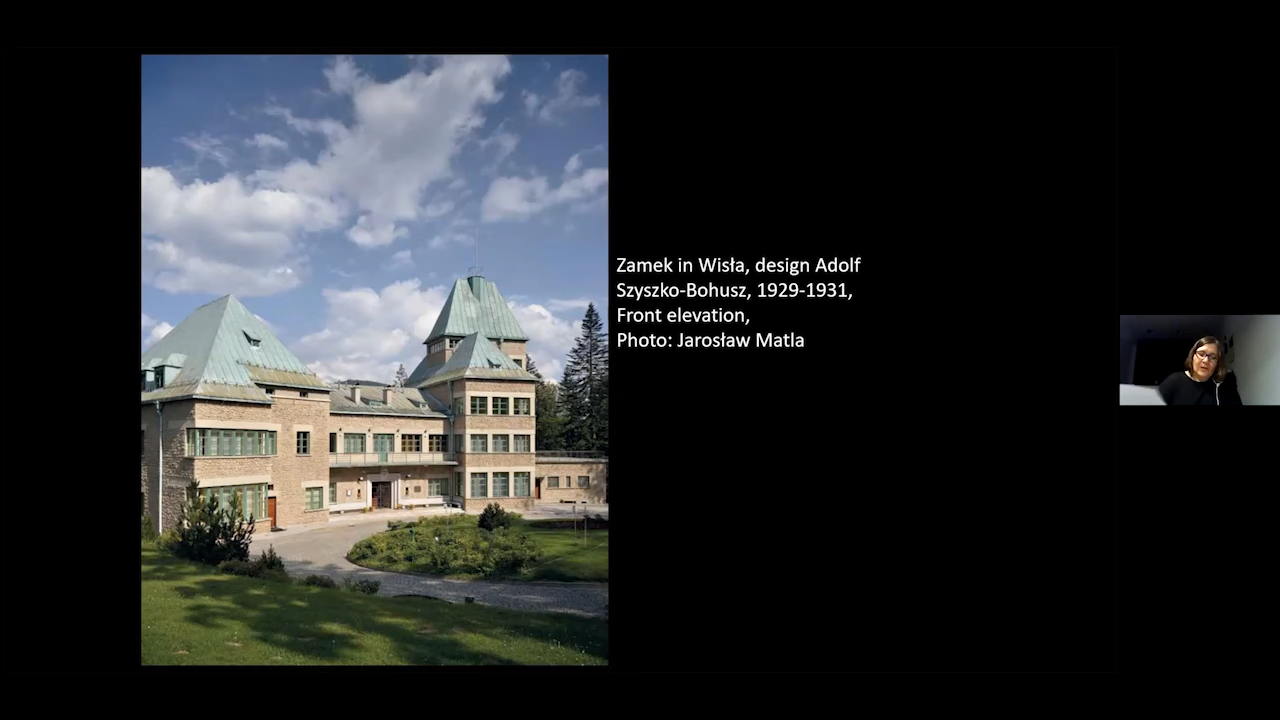 Zamek in Wisła, design Adolf
Szyszko-Bohusz, 1929-1931,
Front elevation,
Photo: Jarosław Matla